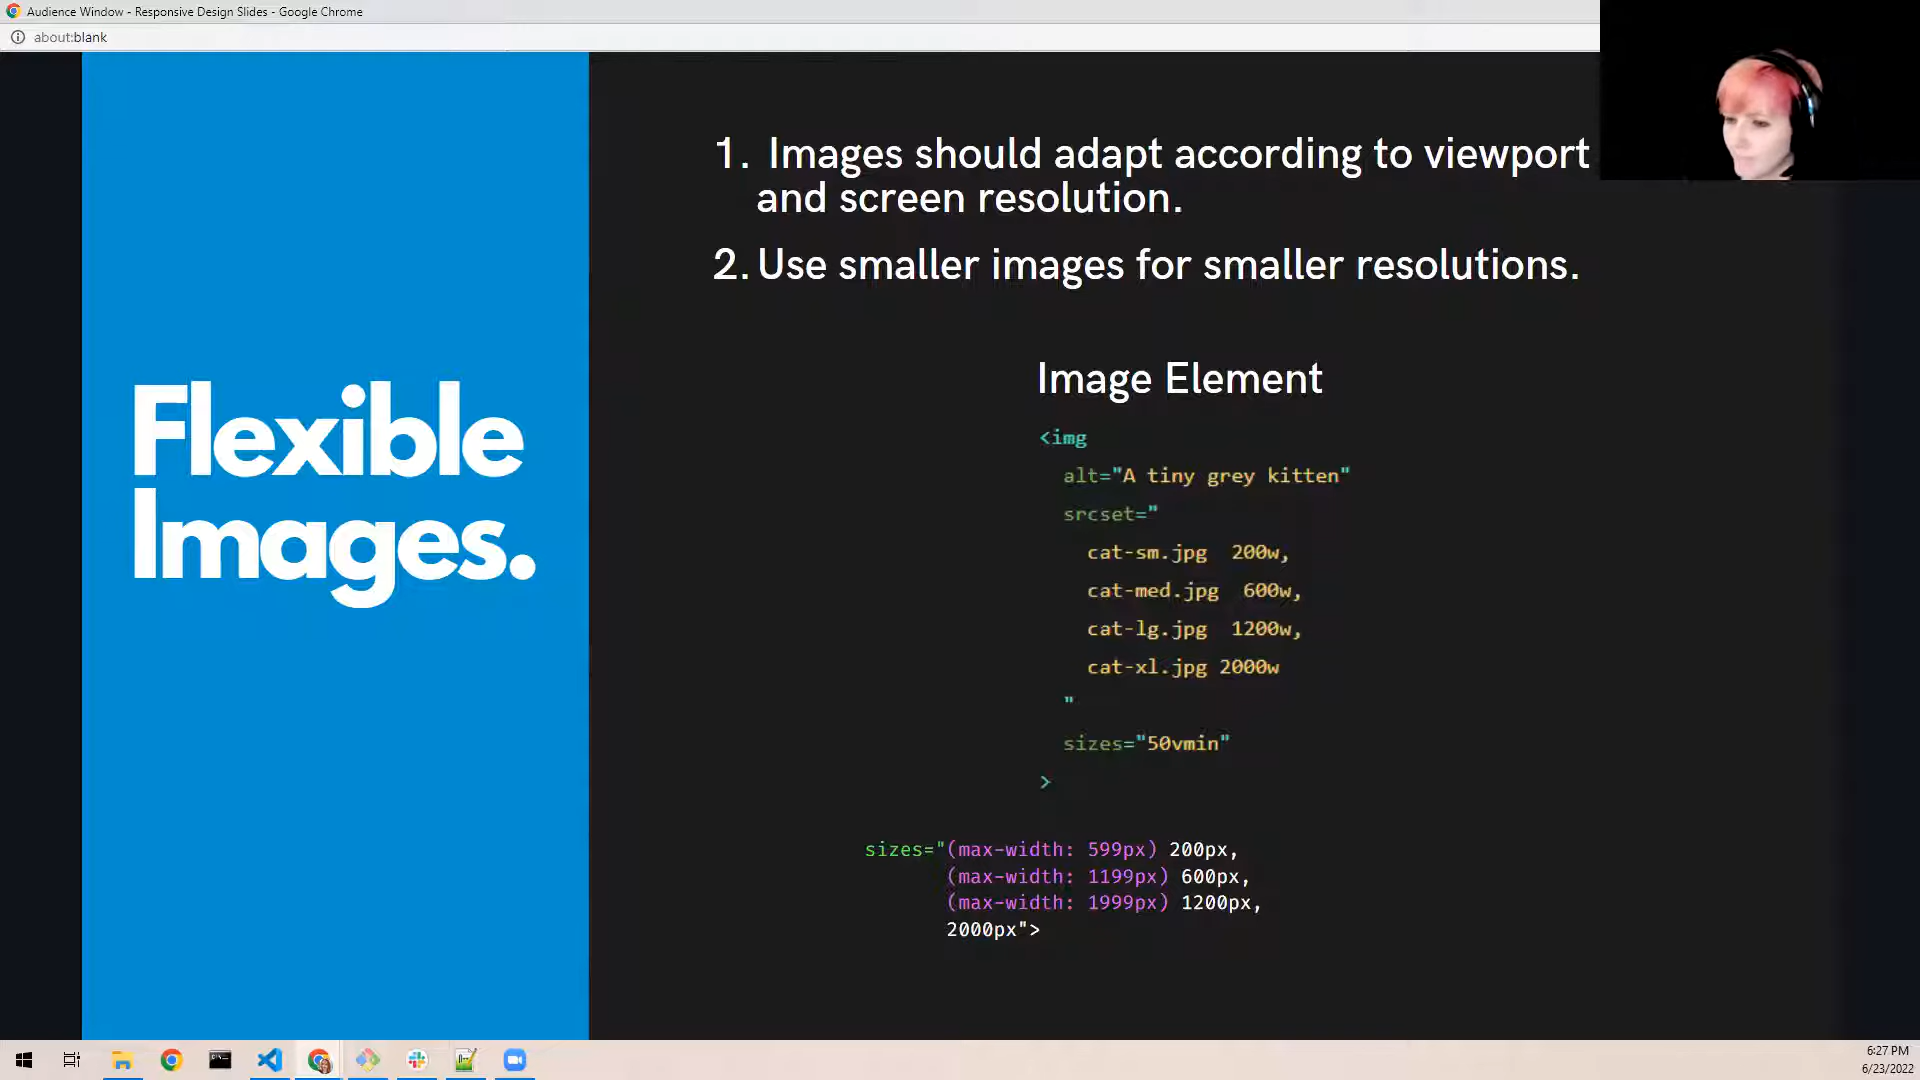 Audience Window - Responsive Design Slides - Google Chrome
about:blank
Flexible
Images.
1. Images should adapt according to viewport
and screen resolution.
2. Use smaller images for smaller resolutions.
Image Element
<img
alt="A tiny grey kitten"
srcset="
cat-sm.jpg 200w,
cat-med.jpg 600w,
cat-lg.jpg 1200w,
cat-xl.jpg 2000w
"
sizes="50vmin"
>
sizes="(max-width: 599px) 200px,
(max-width: 1199px) 600px,
(max-width: 1999px) 1200px,
2000px">
6:27 PM
6/23/2022